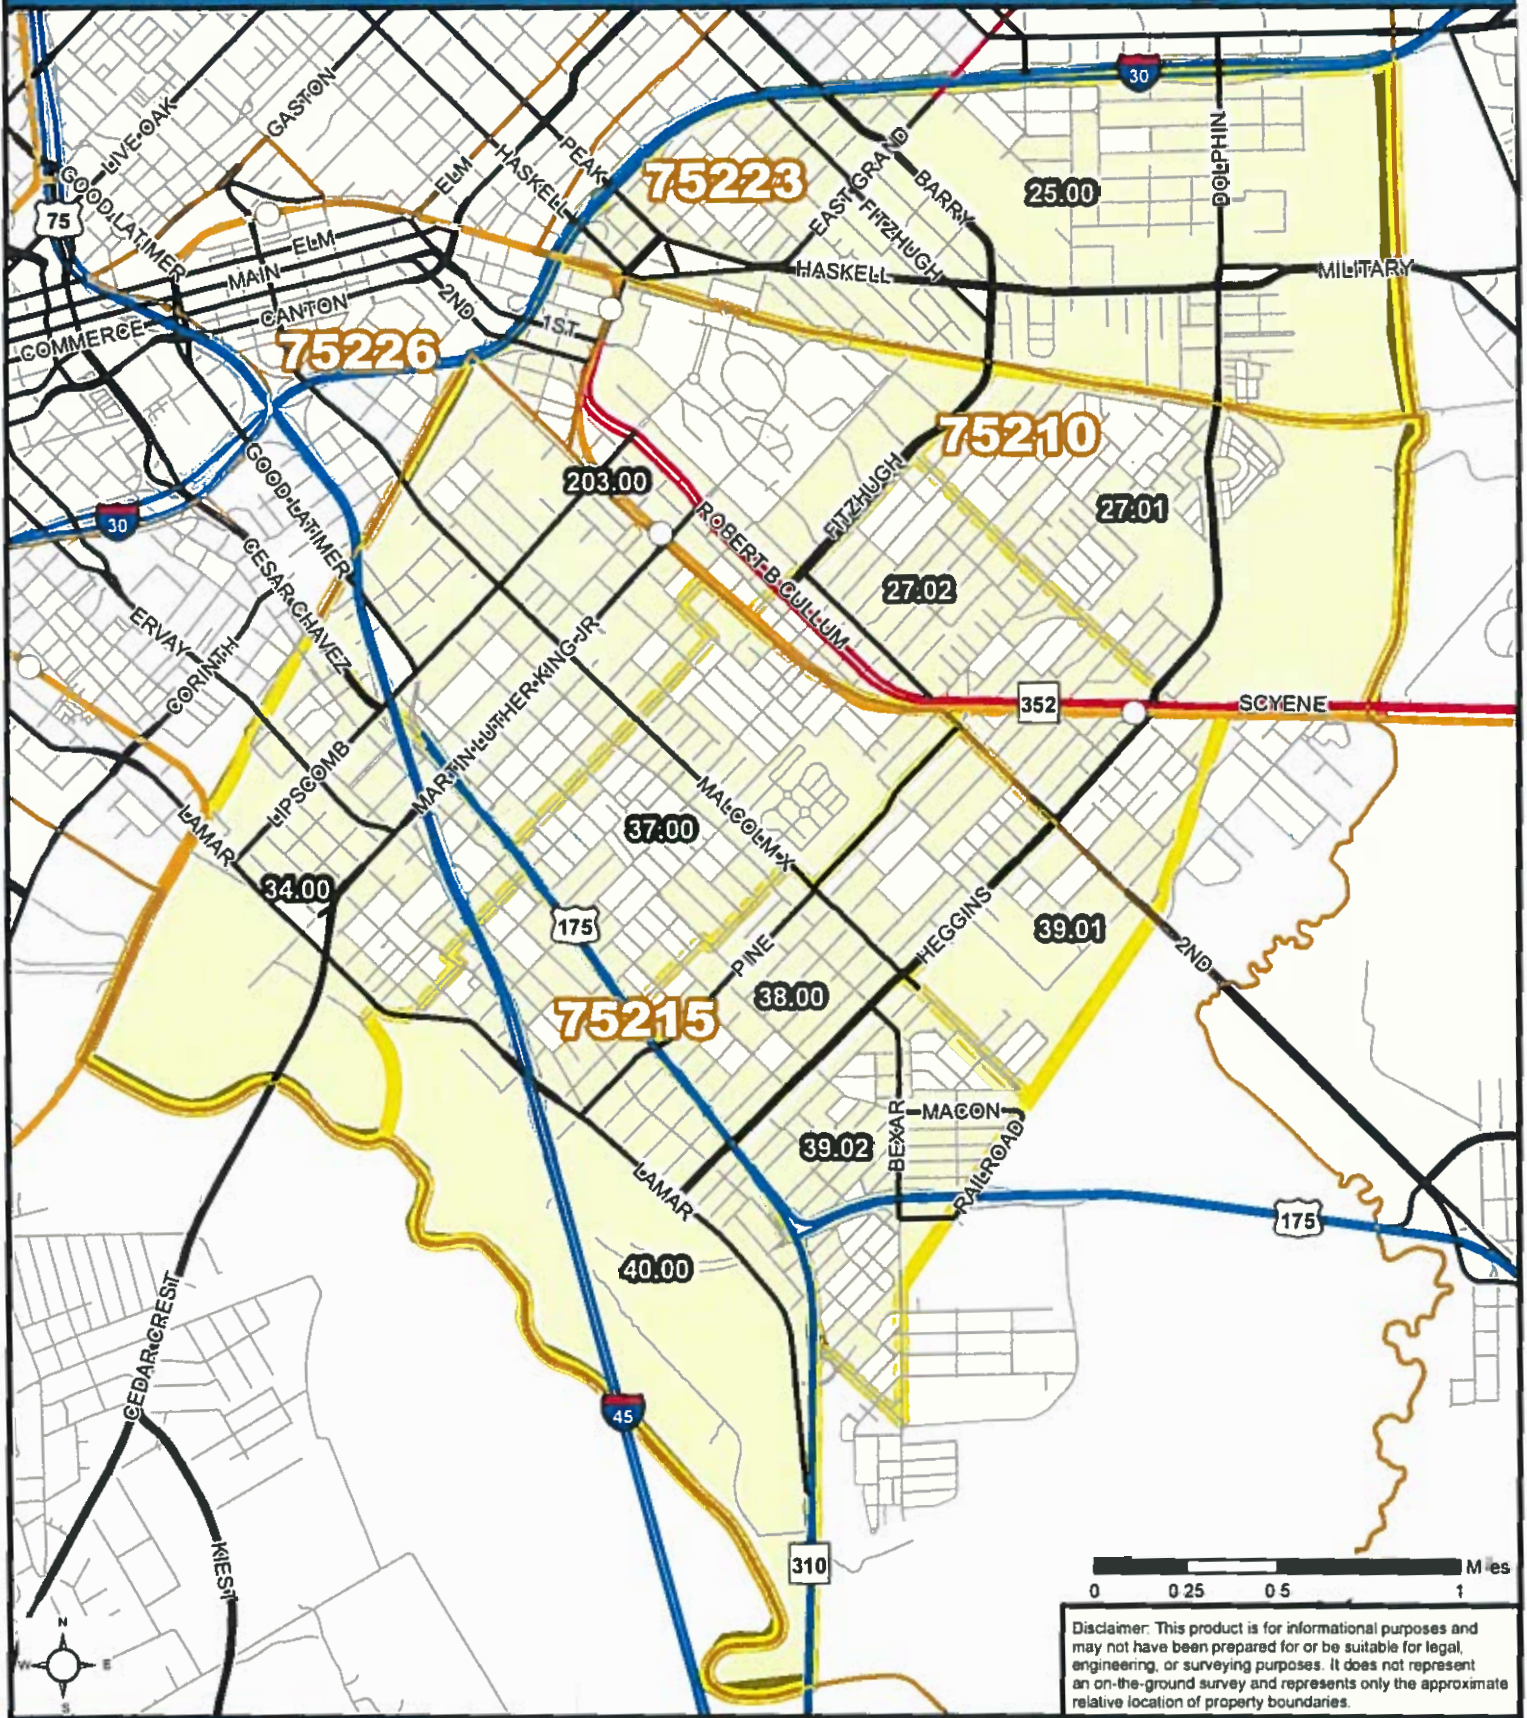 30
LIVE OAK
GASTON
PEAK
HASKELL
ELM
75223
EAST GRAND
BARRY
FITZHUGH
25.00
DOLPHIN
GOOD LATIMER
75
ELM
MAIN
CANTON
COMMERCE
2ND
1ST
HASKELL
MILITARY
75226
75210
GOOD LATIMER
203.00
FITZHUGH
27.01
30
ROBERT B CULLUM
27.02
CESAR CHAVEZ
ERVAY
CORINTH
MARTIN LUTHER KING JR
352
SCYENE
LIPSCOMB
LAMAR
MALCOLM X
37.00
34.00
175
PINE
HEGGINS
39.01
2ND
38.00
75215
BEXAR
MACON
39.02
RAILROAD
LAMAR
175
40.00
CEDAR CREST
45
KIEST
310
Mi es
0 0 25 0 5 1
N
W E
S
Disclaimer: This product is for informational purposes and
may not have been prepared for or be suitable for legal,
engineering, or surveying purposes. It does not represent
an on-the-ground survey and represents only the approximate
relative location of property boundaries.